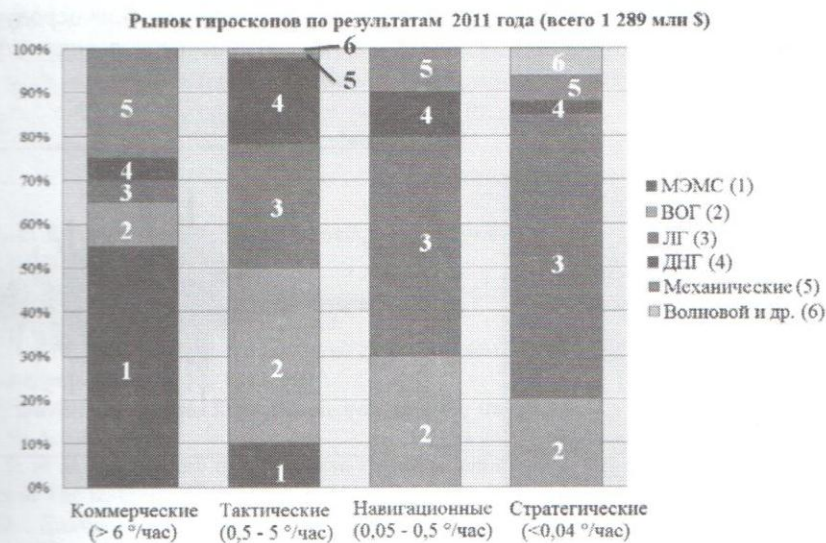 Рынок гироскопов по результатам 2011 года (всего 1 289 млн $)
100%
90%
80%
70%
60%
50%
40%
30%
20%
10%
0%
5
4
3
2
1
6
5
4
3
2
1
5
4
3
2
6
5
4
3
2
МЭМС (1)
ВОГ (2)
ЛГ (3)
ДНГ (4)
Механические (5)
Волновой и др. (6)
Коммерческие
(> 6 °/час)
Тактические
(0,5 - 5 °/час)
Навигационные
(0,05 - 0,5 °/час)
Стратегические
(<0,04 °/час)